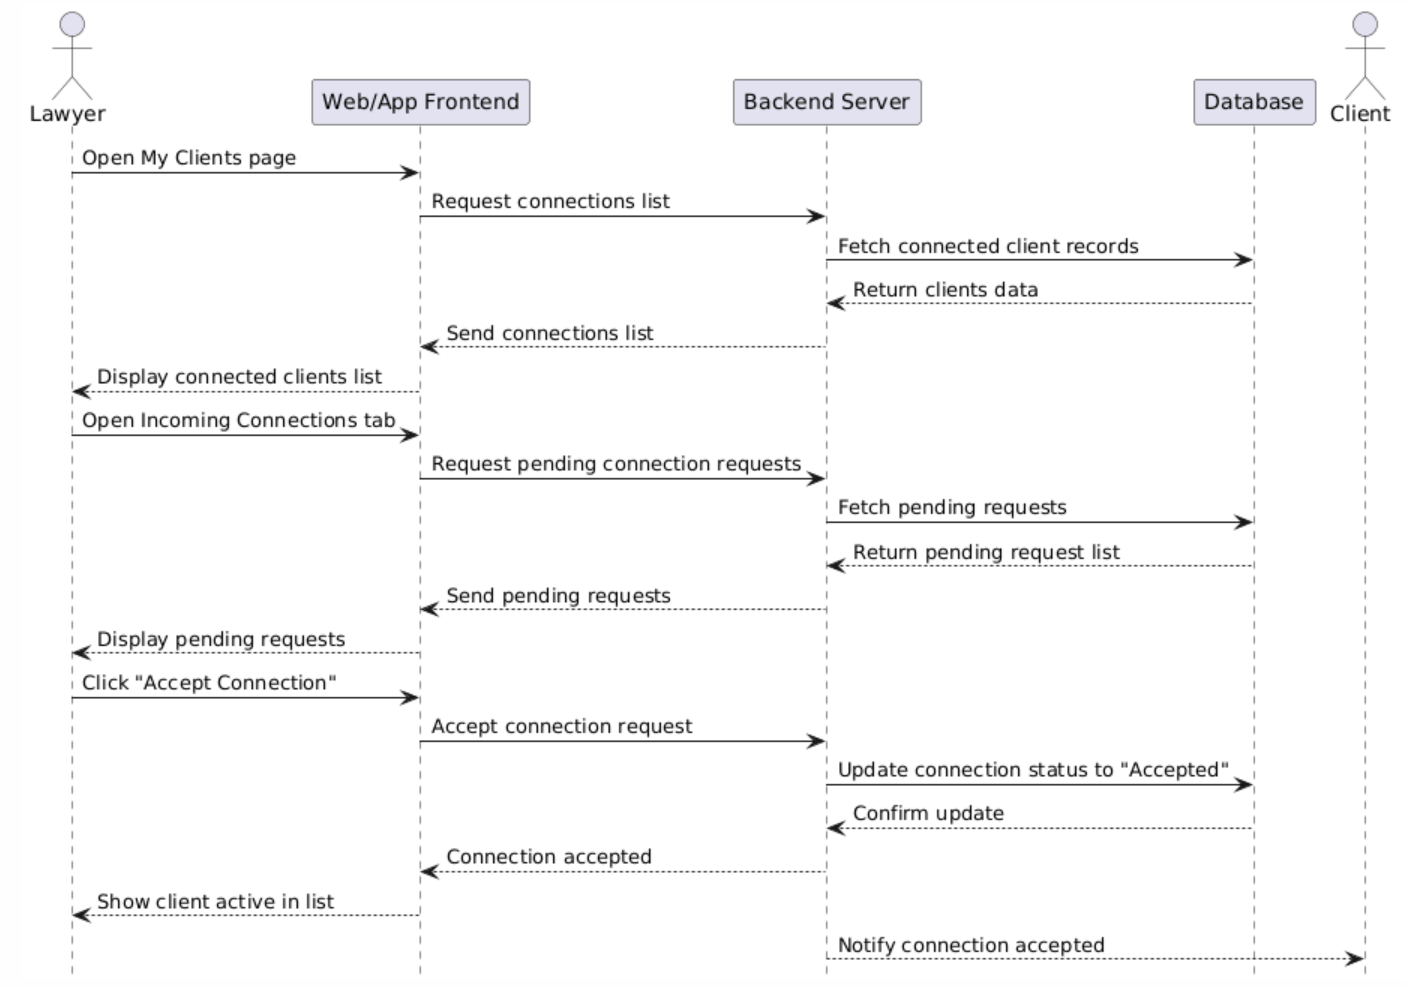 Lawyer
Web/App Frontend
Backend Server
Database
Client
Open My Clients page
Request connections list
Fetch connected client records
Return clients data
Send connections list
Display connected clients list
Open Incoming Connections tab
Request pending connection requests
Fetch pending requests
Return pending request list
Send pending requests
Display pending requests
Click "Accept Connection"
Accept connection request
Update connection status to "Accepted"
Confirm update
Connection accepted
Show client active in list
Notify connection accepted